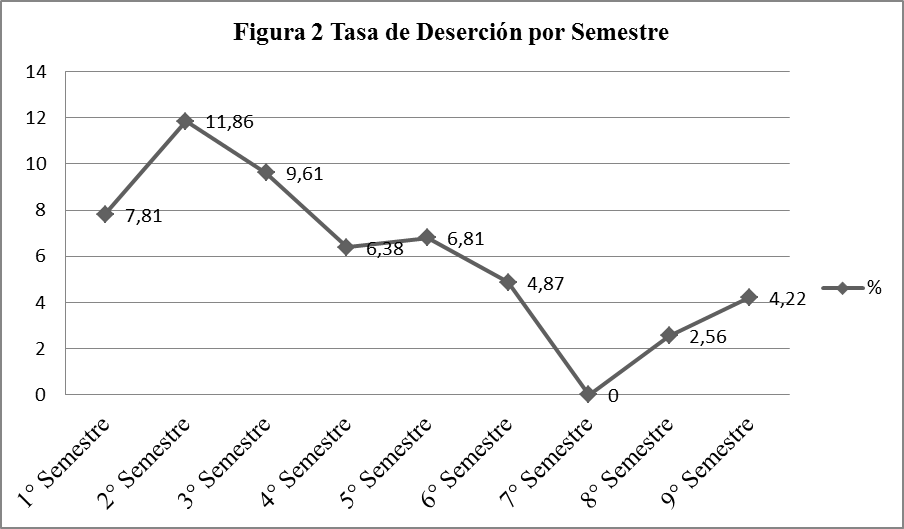 Figura 2 Tasa de Deserción por Semestre
14
12
10
8
6
4
2
0
7,81
11,86
9,61
6,38
6,81
4,87
0
2,56
4,22
%
1° Semestre
2° Semestre
3° Semestre
4° Semestre
5° Semestre
6° Semestre
7° Semestre
8° Semestre
9° Semestre